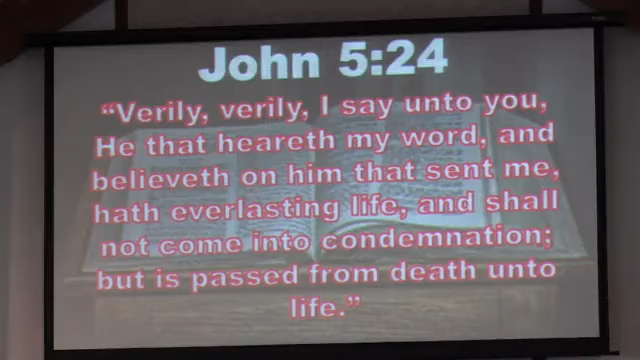 John 5:24
“Verily, verily, I say unto you,
He that heareth my word, and
believeth on him that sent me,
hath everlasting life, and shall
not come into condemnation;
but is passed from death unto
life.”